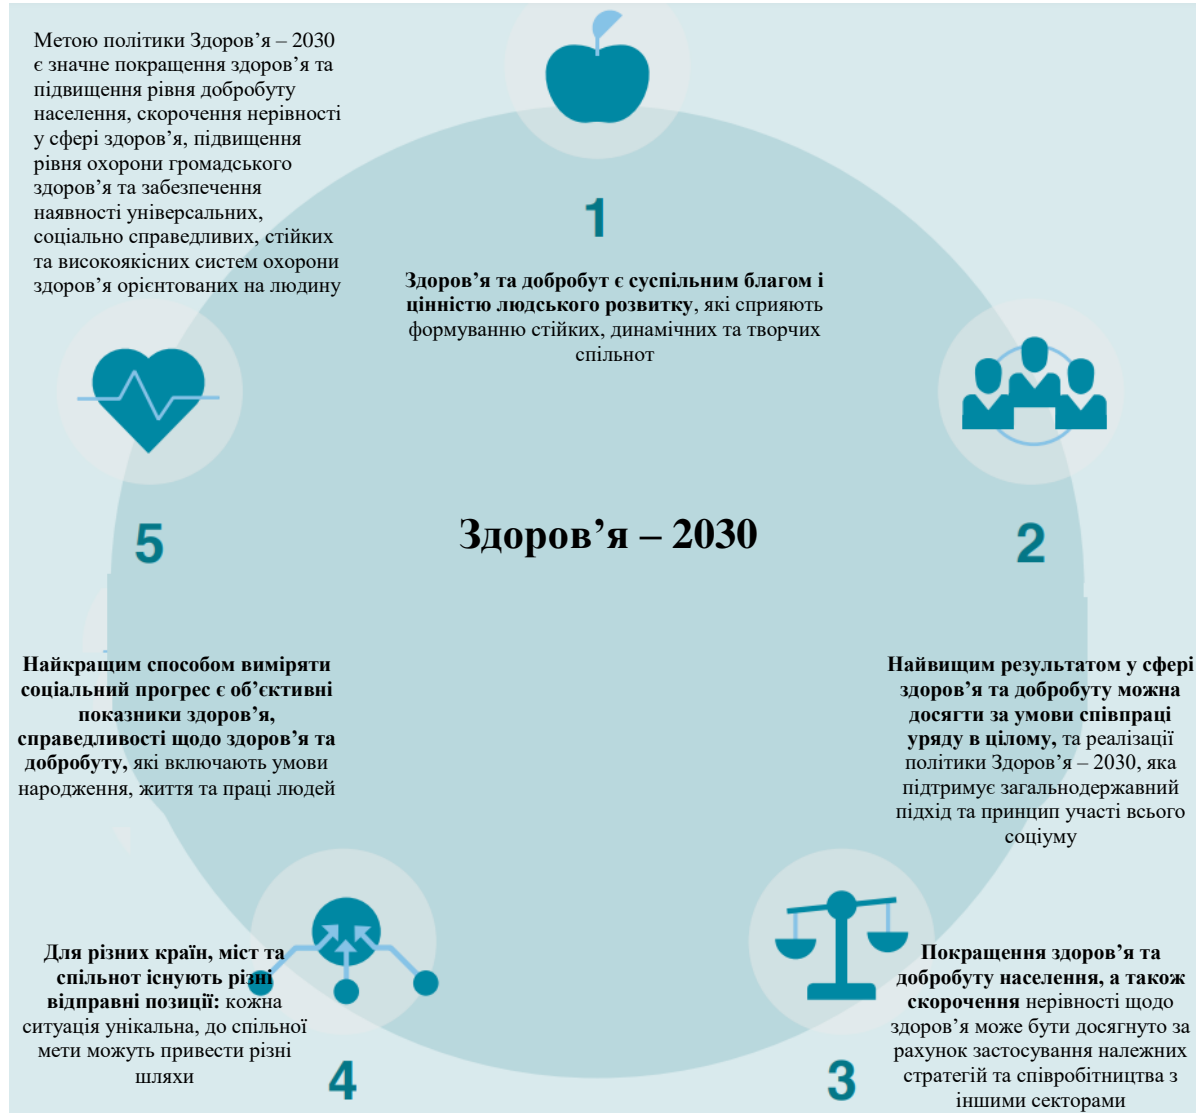 Метою політики Здоров’я – 2030
є значне покращення здоров’я та
підвищення рівня добробуту
населення, скорочення нерівності
у сфері здоров’я, підвищення
рівня охорони громадського
здоров’я та забезпечення
наявності універсальних,
соціально справедливих, стійких
та високоякісних систем охорони
здоров’я орієнтованих на людину
1
Здоров’я та добробут є суспільним благом і
цінністю людського розвитку, які сприяють
формуванню стійких, динамічних та творчих
спільнот
Здоров’я – 2030
2
Найвищим результатом у сфері
здоров’я та добробуту можна
досягти за умови співпраці
уряду в цілому, та реалізації
політики Здоров’я – 2030, яка
підтримує загальнодержавний
підхід та принцип участі всього
соціуму
3
Покращення здоров’я та
добробуту населення, а також
скорочення нерівності щодо
здоров’я може бути досягнуто за
рахунок застосування належних
стратегій та співробітництва з
іншими секторами
4
Для різних країн, міст та
спільнот існують різні
відправні позиції: кожна
ситуація унікальна, до спільної
мети можуть привести різні
шляхи
5
Найкращим способом виміряти
соціальний прогрес є об’єктивні
показники здоров’я,
справедливості щодо здоров’я та
добробуту, які включають умови
народження, життя та праці людей